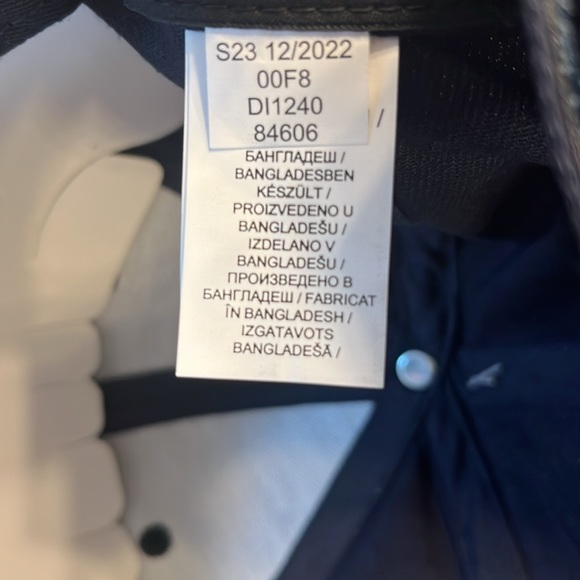 S23 12/2022
00F8
DI1240
84606
/
БАНГЛАДЕШ /
BANGLADESBEN
KÉSZÜLT /
PROIZVEDENO U
BANGLADEŠU /
IZDELANO V
BANGLADEŠU /
ПРОИЗВЕДЕНО В
БАНГЛАДЕШ / FABRICAT
ÎN BANGLADESH /
IZGATAVOTS
BANGLADEŠĀ /